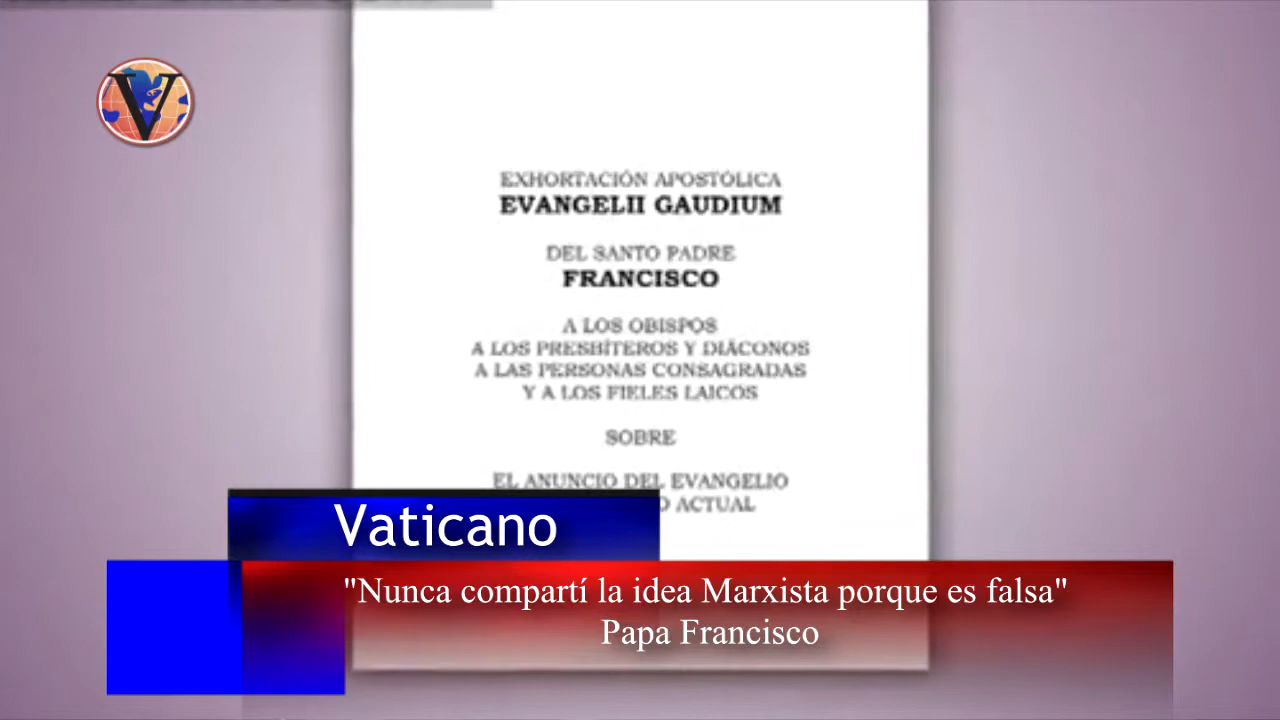 V
EXHORTACIÓN APOSTÓLICA
EVANGELII GAUDIUM
DEL SANTO PADRE
FRANCISCO
A LOS OBISPOS
A LOS PRESBÍTEROS Y DIÁCONOS
A LAS PERSONAS CONSAGRADAS
Y A LOS FIELES LAICOS
SOBRE
EL ANUNCIO DEL EVANGELIO
ACTUAL
Vaticano
"Nunca compartí la idea Marxista porque es falsa"
Papa Francisco